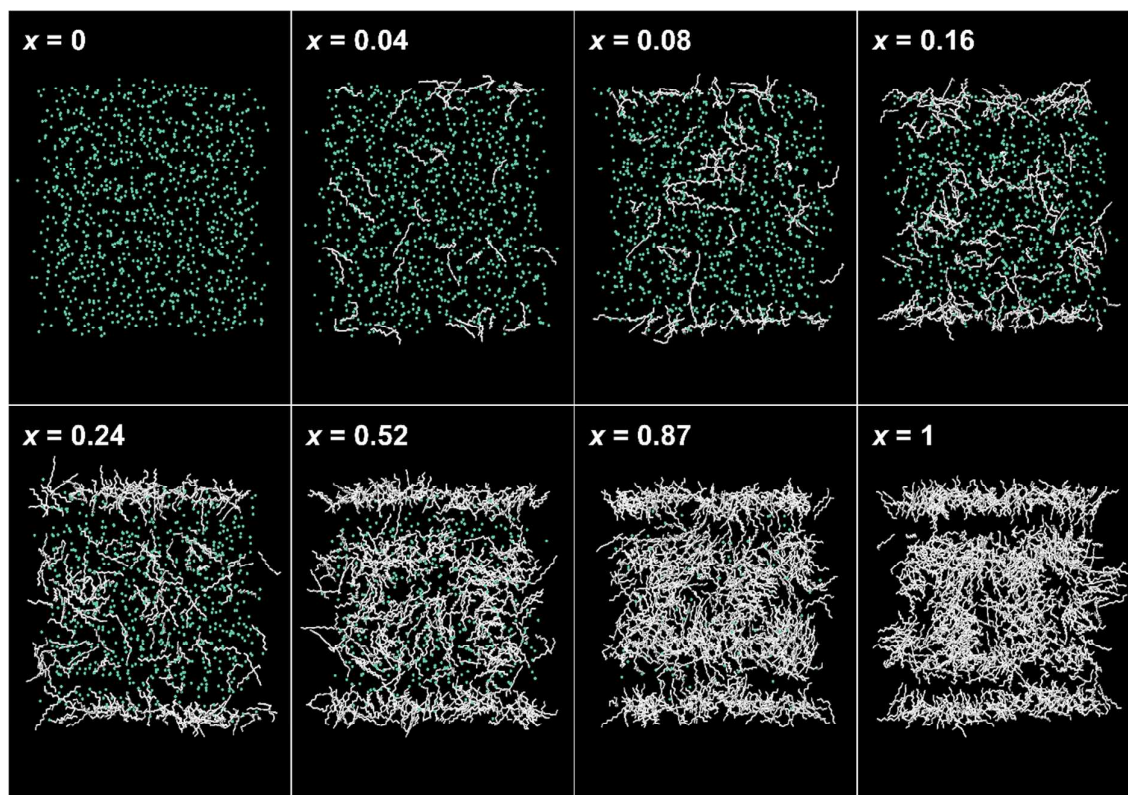 x = 0
x = 0.04
x = 0.08
x = 0.16
x = 0.24
x = 0.52
x = 0.87
x = 1